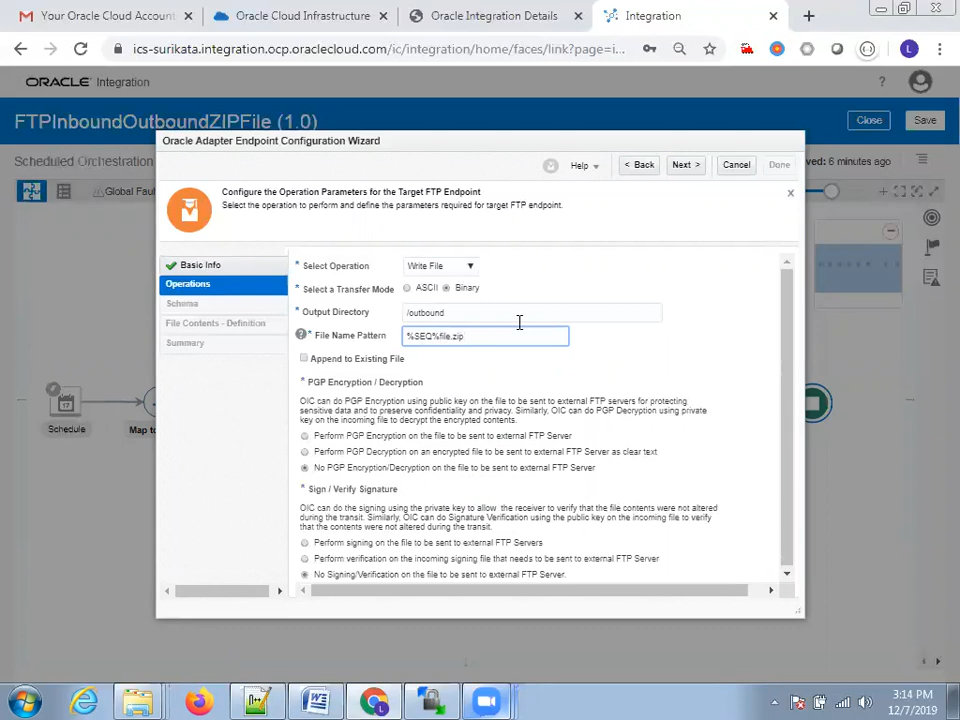 Your Oracle Cloud Account
Oracle Cloud Infrastructure
Oracle Integration Details
Integration
ics-surikata.integration.ocp.oraclecloud.com/ic/integration/home/faces/link?page=i...
L
ORACLE Integration
?
FTPInboundOutboundZIPFile (1.0)
Close
Save
Scheduled Orchestration
ved: 6 minutes ago
Global Fau
Oracle Adapter Endpoint Configuration Wizard
Help
< Back
Next >
Cancel
Done
Configure the Operation Parameters for the Target FTP Endpoint
Select the operation to perform and define the parameters required for target FTP endpoint.
Basic Info
Operations
Schema
File Contents - Definition
Summary
* Select Operation Write File
* Select a Transfer Mode ASCII Binary
* Output Directory /outbound
* File Name Pattern %SEQ%file.zip
Append to Existing File
* PGP Encryption / Decryption
OIC can do PGP Encryption using public key on the file to be sent to external FTP servers for protecting
sensitive data and to preserve confidentiality and privacy. Similarly, OIC can do PGP Decryption using private
key on the incoming file to decrypt the encrypted contents.
Perform PGP Encryption on the file to be sent to external FTP Server
Perform PGP Decryption on an encrypted file to be sent to external FTP Server as clear text
No PGP Encryption/Decryption on the file to be sent to external FTP Server
* Sign / Verify Signature
OIC can do the signing using the private key to allow the receiver to verify that the file contents were not altered
during the transit. Similarly, OIC can do Signature Verification using the public key on the incoming file to verify
that the contents were not altered during the transit.
Perform signing on the file to be sent to external FTP Servers
Perform verification on the incoming signing file that needs to be sent to external FTP Server
No Signing/Verification on the file to be sent to external FTP Server.
Schedule
Map to
3:14 PM
12/7/2019